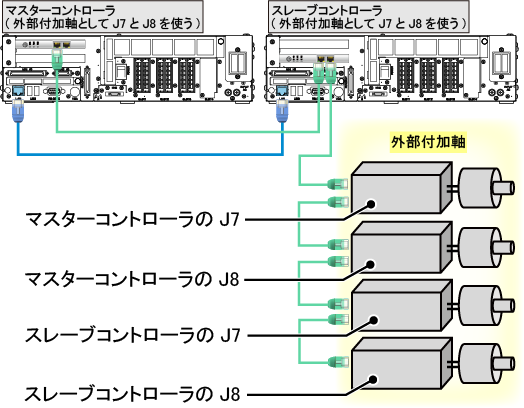 マスターコントローラ
（外部付加軸として J7 と J8 を使う）
スレーブコントローラ
（外部付加軸として J7 と J8 を使う）
外部付加軸
マスターコントローラの J7
マスターコントローラの J8
スレーブコントローラの J7
スレーブコントローラの J8